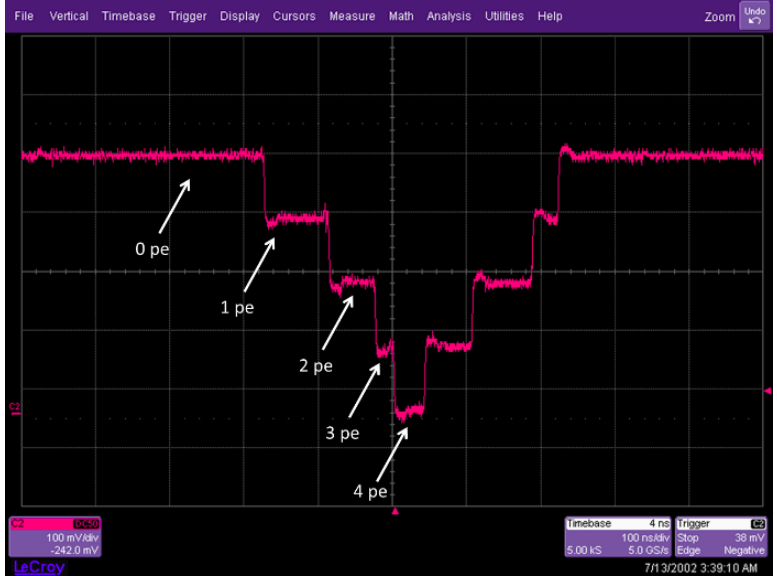 File Vertical Timebase Trigger Display Cursors Measure Math Analysis Utilities Help Zoom Undo
0 pe
1 pe
2 pe
3 pe
4 pe
C2
C2 DC50
100 mV/div
-242.0 mV
Timebase 4 ns
100 ns/div
5.00 kS 5.0 GS/s
Trigger C2
Stop 38 mV
Edge Negative
LeCroy
7/13/2002 3:39:10 AM